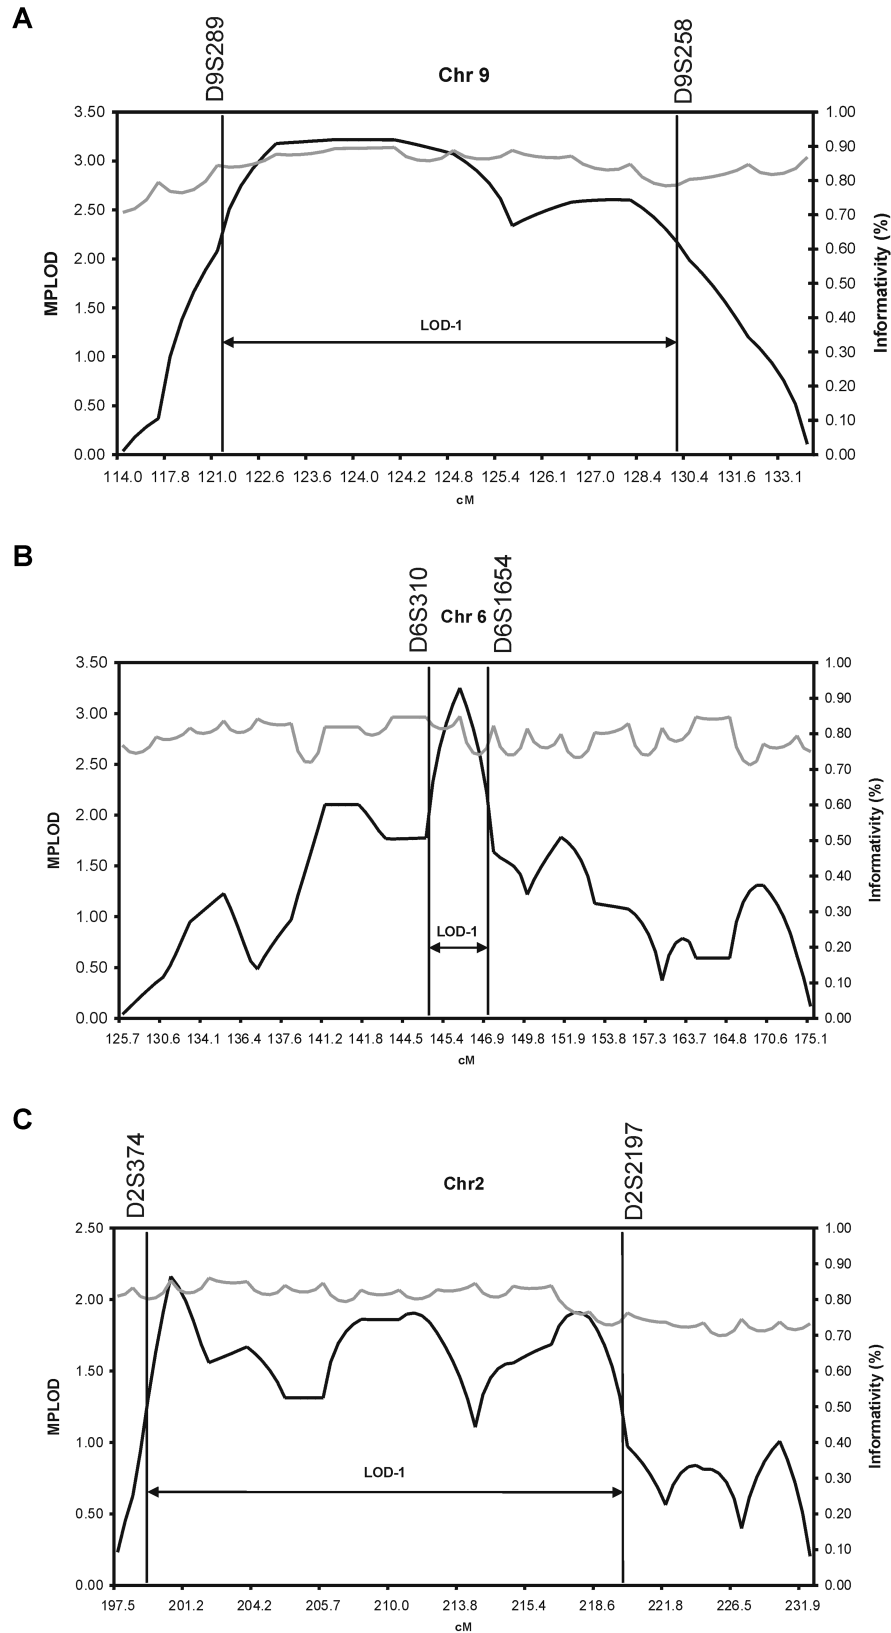 A
D9S289
Chr 9
D9S258
3.50
3.00
2.50
2.00
1.50
1.00
0.50
0.00
MPLOD
1.00
0.90
0.80
0.70
0.60
0.50
0.40
0.30
0.20
0.10
0.00
Informativity (%)
LOD-1
114.0 117.8 121.0 122.6 123.6 124.0 124.2 124.8 125.4 126.1 127.0 128.4 130.4 131.6 133.1
cM
B
D6S310
Chr 6
D6S1654
3.50
3.00
2.50
2.00
1.50
1.00
0.50
0.00
MPLOD
1.00
0.90
0.80
0.70
0.60
0.50
0.40
0.30
0.20
0.10
0.00
Informativity (%)
LOD-1
125.7 130.6 134.1 136.4 137.6 141.2 141.8 144.5 145.4 146.9 149.8 151.9 153.8 157.3 163.7 164.8 170.6 175.1
cM
C
D2S374
Chr2
D2S2197
2.50
2.00
1.50
1.00
0.50
0.00
MPLOD
1.00
0.90
0.80
0.70
0.60
0.50
0.40
0.30
0.20
0.10
0.00
Informativity (%)
LOD-1
197.5 201.2 204.2 205.7 210.0 213.8 215.4 218.6 221.8 226.5 231.9
cM